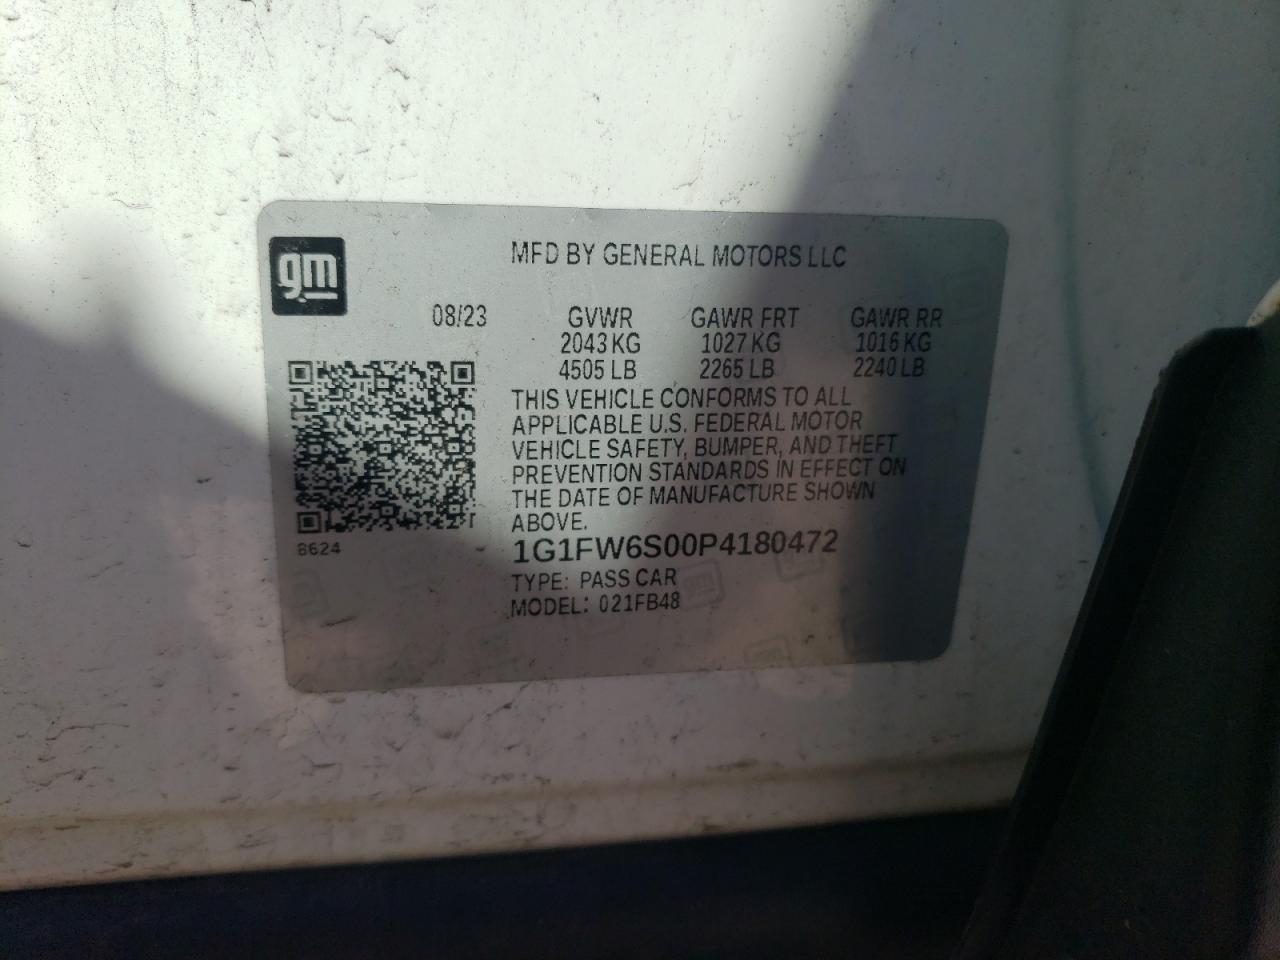 gm
MFD BY GENERAL MOTORS LLC
08/23 GVWR GAWR FRT GAWR RR
2043 KG 1027 KG 1016 KG
4505 LB 2265 LB 2240 LB
THIS VEHICLE CONFORMS TO ALL
APPLICABLE U.S. FEDERAL MOTOR
VEHICLE SAFETY, BUMPER, AND THEFT
PREVENTION STANDARDS IN EFFECT ON
THE DATE OF MANUFACTURE SHOWN
ABOVE.
8624
1G1FW6S00P4180472
TYPE: PASS CAR
MODEL: 021FB48